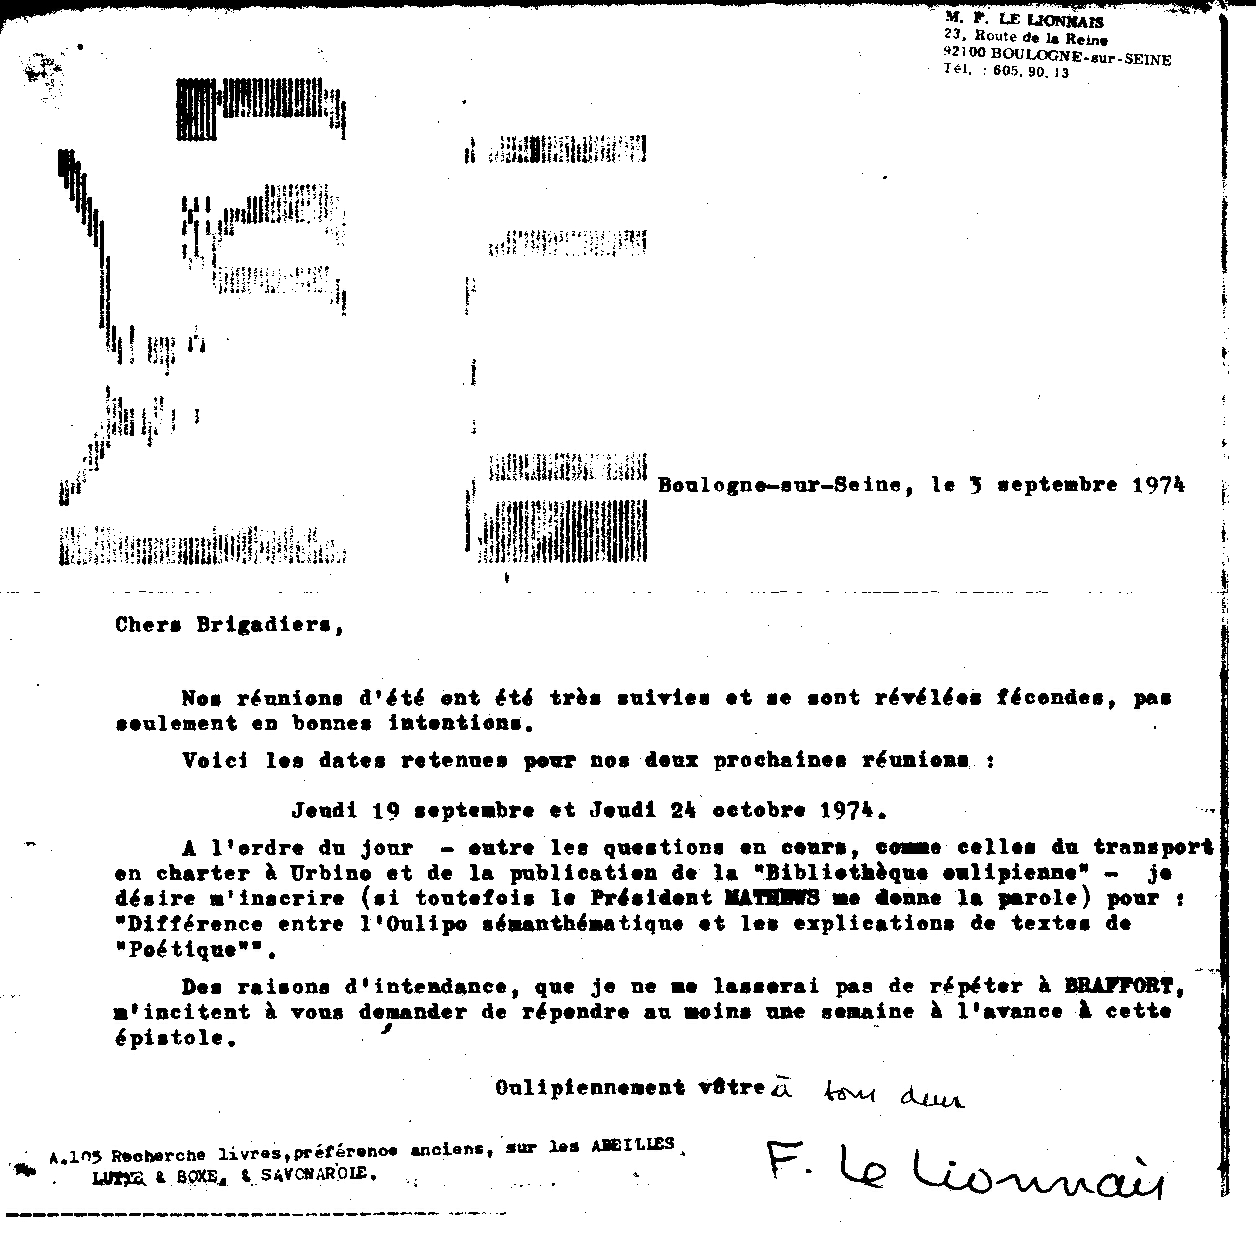 M. F. LE LIONNAIS
23, Route de la Reine
92100 BOULOGNE-sur-SEINE
Tél. : 605. 90. 13
Boulogne-sur-Seine, le 3 septembre 1974
Chers Brigadiers,
Nos réunions d'été ont été très suivies et se sont révélées fécondes, pas
seulement en bonnes intentions.
Voici les dates retenues pour nos deux prochaines réunions :
Jeudi 19 septembre et Jeudi 24 octobre 1974.
A l'ordre du jour - outre les questions en cours, comme celles du transport
en charter à Urbino et de la publication de la "Bibliothèque oulipienne" - je
désire m'inscrire (si toutefois le Président MATHEWS me donne la parole) pour :
"Différence entre l'Oulipo sémanthématique et les explications de textes de
"Poétique"".
Des raisons d'intendance, que je ne me lasserai pas de répéter à BRAFFORT,
m'incitent à vous demander de répondre au moins une semaine à l'avance à cette
épistole.
Oulipiennement vôtre à tous deux
A.105 Recherche livres, préférence anciens, sur les ABEILLES
LUTTE & BOXE, & SAVONAROLE.
F. Le Lionnais